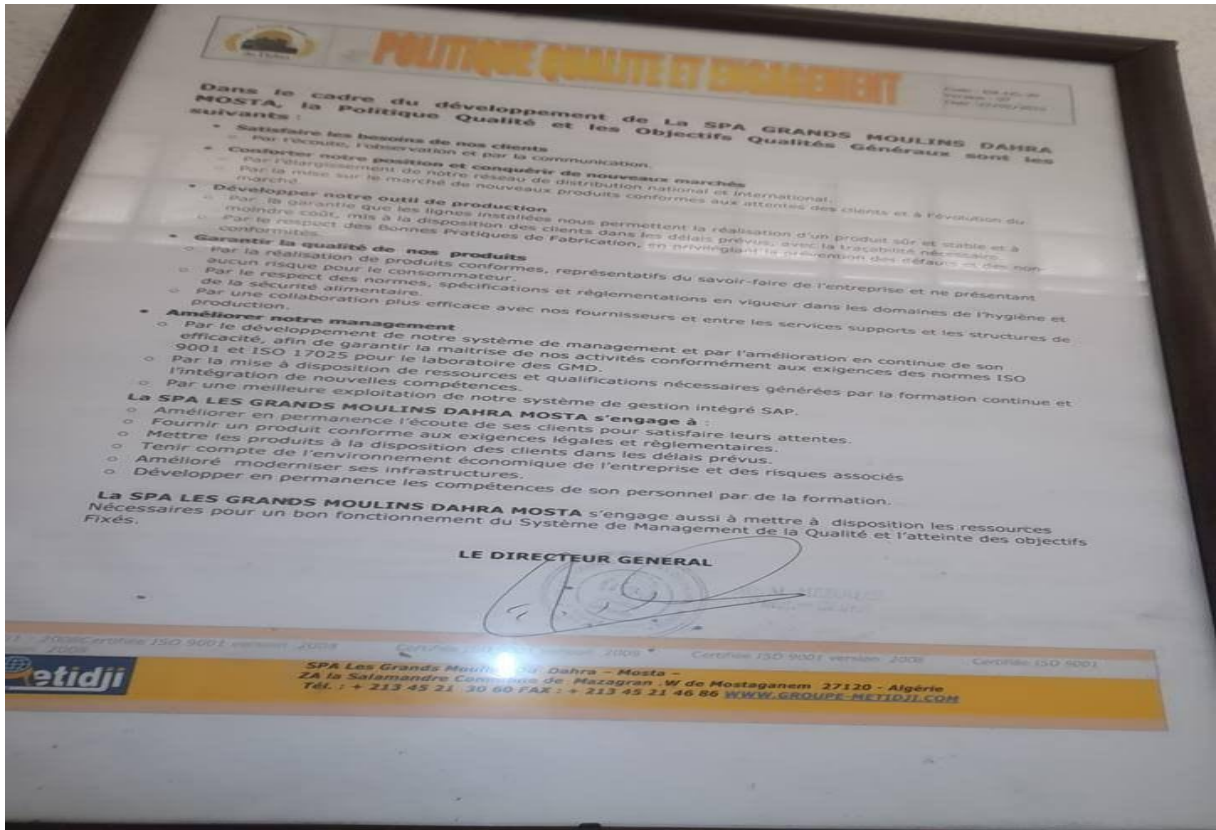 POLITIQUE QUALITE ET ENGAGEMENT
Dans le cadre du développement de La SPA GRANDS MOULINS DAHRA
MOSTA, la Politique Qualité et les Objectifs Qualités Généraux sont les
suivants :
• Satisfaire les besoins de nos clients
○ Par l'écoute, l'observation et par la communication.
• Conforter notre position et conquérir de nouveaux marchés
– Par l'élargissement de notre réseau de distribution national et international.
– Par la mise sur le marché de nouveaux produits conformes aux attentes des clients et à l'évolution du
marché.
• Développer notre outil de production
○ Par la garantie que les lignes installées nous permettent la réalisation d'un produit sûr et stable et à
moindre coût, mis à la disposition des clients dans les délais prévus, avec la traçabilité nécessaire.
○ Par le respect des Bonnes Pratiques de Fabrication, en privilégiant la prévention des défauts et des non-
conformités.
• Garantir la qualité de nos produits
○ Par la réalisation de produits conformes, représentatifs du savoir-faire de l'entreprise et ne présentant
aucun risque pour le consommateur.
○ Par le respect des normes, spécifications et règlementations en vigueur dans les domaines de l'hygiène et
de la sécurité alimentaire.
○ Par une collaboration plus efficace avec nos fournisseurs et entre les services supports et les structures de
production.
• Améliorer notre management
○ Par le développement de notre système de management et par l'amélioration en continue de son
efficacité, afin de garantir la maitrise de nos activités conformément aux exigences des normes ISO
9001 et ISO 17025 pour le laboratoire des GMD.
○ Par la mise à disposition de ressources et qualifications nécessaires générées par la formation continue et
l'intégration de nouvelles compétences.
○ Par une meilleure exploitation de notre système de gestion intégré SAP.
La SPA LES GRANDS MOULINS DAHRA MOSTA s'engage à :
○ Améliorer en permanence l'écoute de ses clients pour satisfaire leurs attentes.
○ Fournir un produit conforme aux exigences légales et règlementaires.
○ Mettre les produits à la disposition des clients dans les délais prévus.
○ Tenir compte de l'environnement économique de l'entreprise et des risques associés
○ Amélioré moderniser ses infrastructures.
○ Développer en permanence les compétences de son personnel par de la formation.
La SPA LES GRANDS MOULINS DAHRA MOSTA s'engage aussi à mettre à disposition les ressources
Nécessaires pour un bon fonctionnement du Système de Management de la Qualité et l'atteinte des objectifs
Fixés.
LE DIRECTEUR GENERAL
2008Certifiée ISO 9001 version 2008 Certifiée version 2008 Certifiée ISO 9001 version 2008 Certifiée ISO 9001
2008
etidji
SPA Les Grands Dahra – Mosta –
ZA la Salamandre de Mazagran .W de Mostaganem 27120 - Algérie
Tél. : + 213 45 21 30 60 FAX : + 213 45 21 46 86 WWW.GROUPE-METIDJI.COM